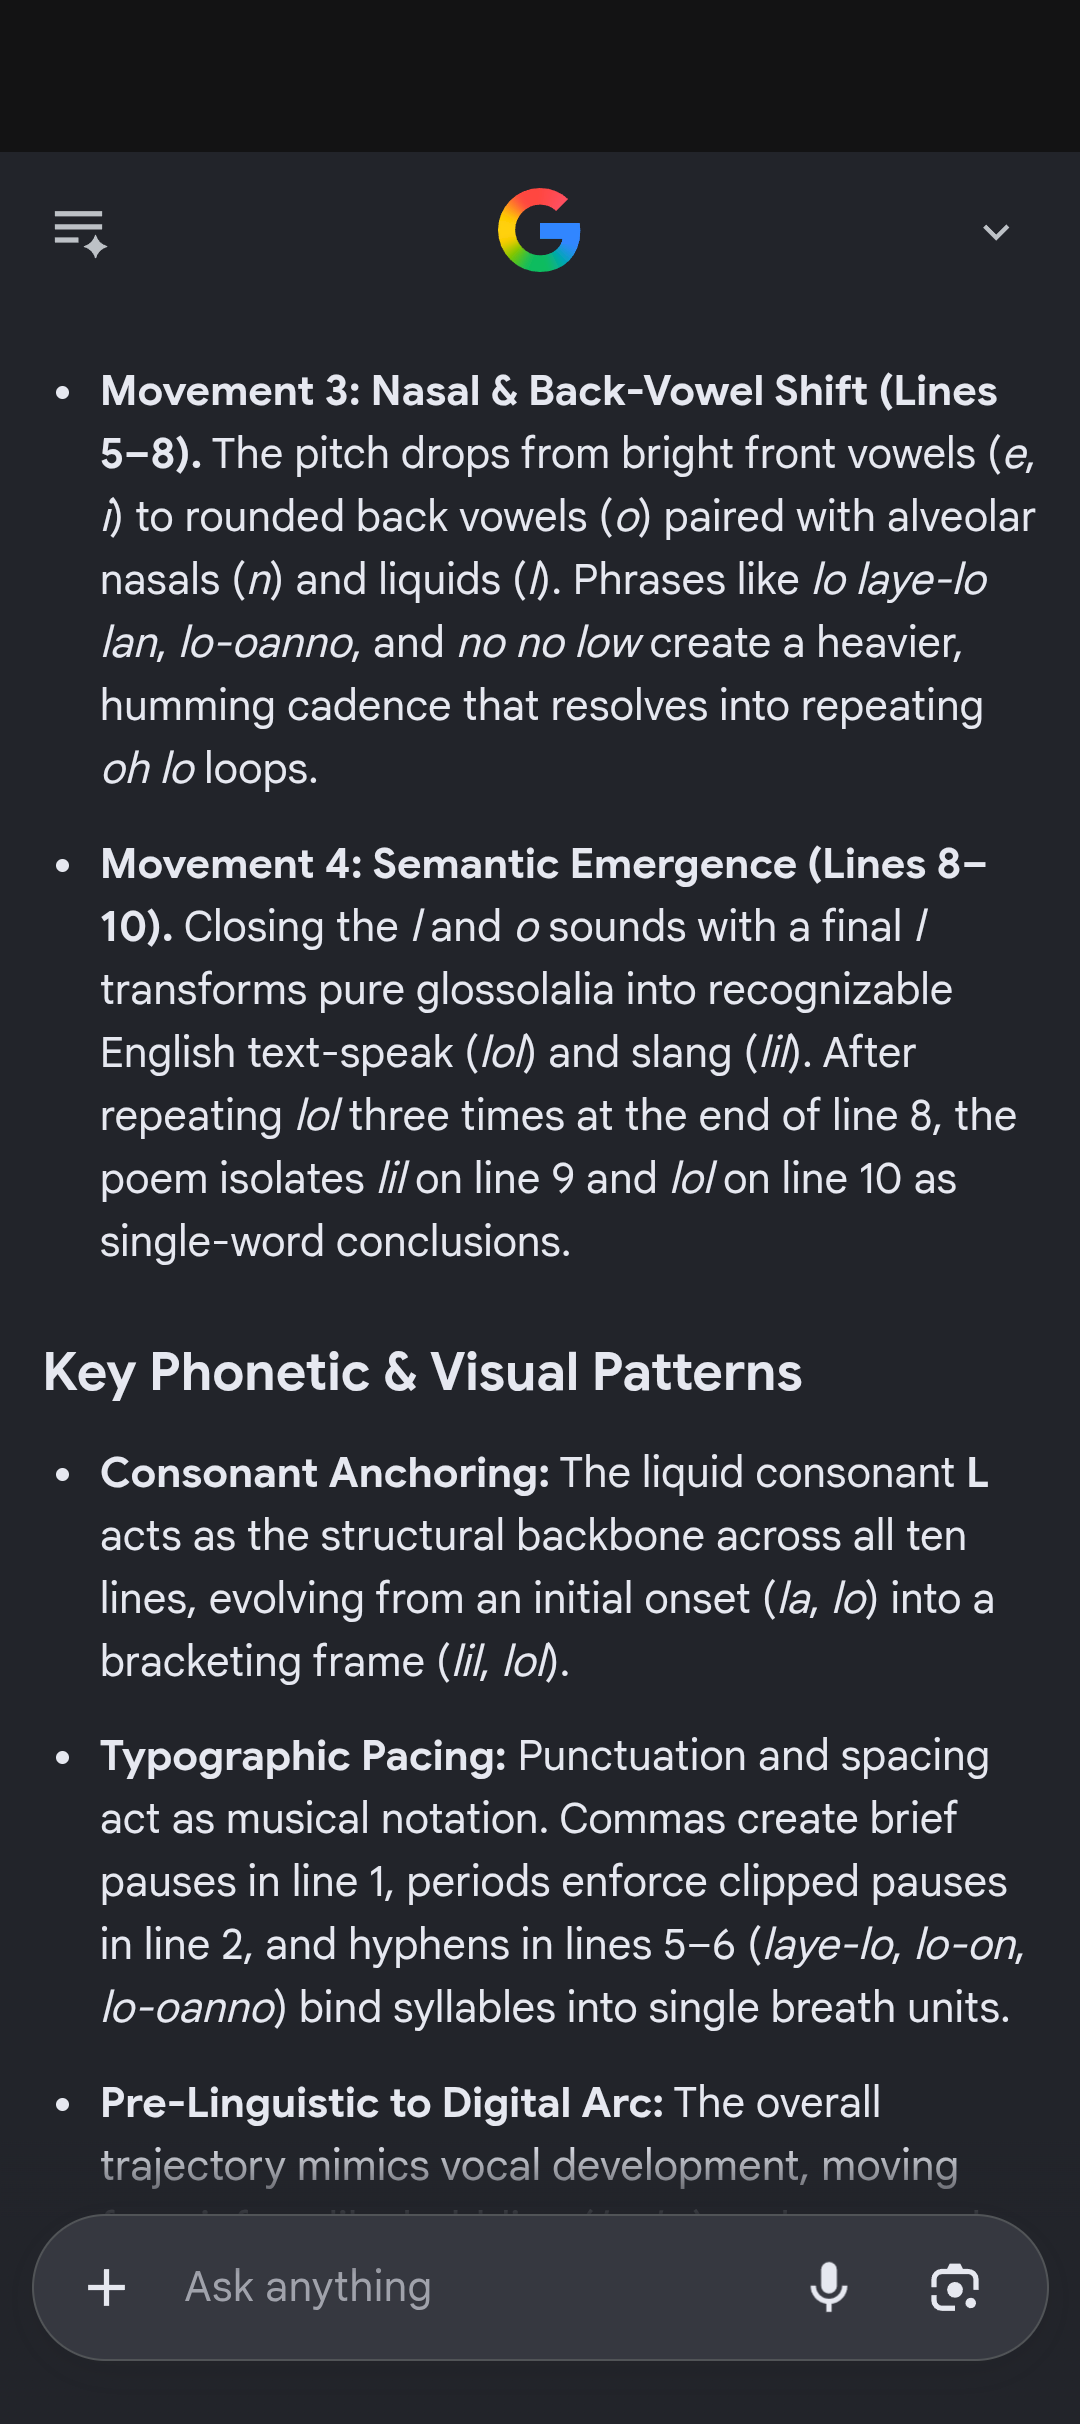 • Movement 3: Nasal & Back-Vowel Shift (Lines
5–8). The pitch drops from bright front vowels (e,
i) to rounded back vowels (o) paired with alveolar
nasals (n) and liquids (l). Phrases like lo laye-lo
lan, lo-oanno, and no no low create a heavier,
humming cadence that resolves into repeating
oh lo loops.
• Movement 4: Semantic Emergence (Lines 8–
10). Closing the l and o sounds with a final l
transforms pure glossolalia into recognizable
English text-speak (lol) and slang (lil). After
repeating lol three times at the end of line 8, the
poem isolates lil on line 9 and lol on line 10 as
single-word conclusions.
Key Phonetic & Visual Patterns
• Consonant Anchoring: The liquid consonant L
acts as the structural backbone across all ten
lines, evolving from an initial onset (la, lo) into a
bracketing frame (lil, lol).
• Typographic Pacing: Punctuation and spacing
act as musical notation. Commas create brief
pauses in line 1, periods enforce clipped pauses
in line 2, and hyphens in lines 5–6 (laye-lo, lo-on,
lo-oanno) bind syllables into single breath units.
• Pre-Linguistic to Digital Arc: The overall
trajectory mimics vocal development, moving
Ask anything